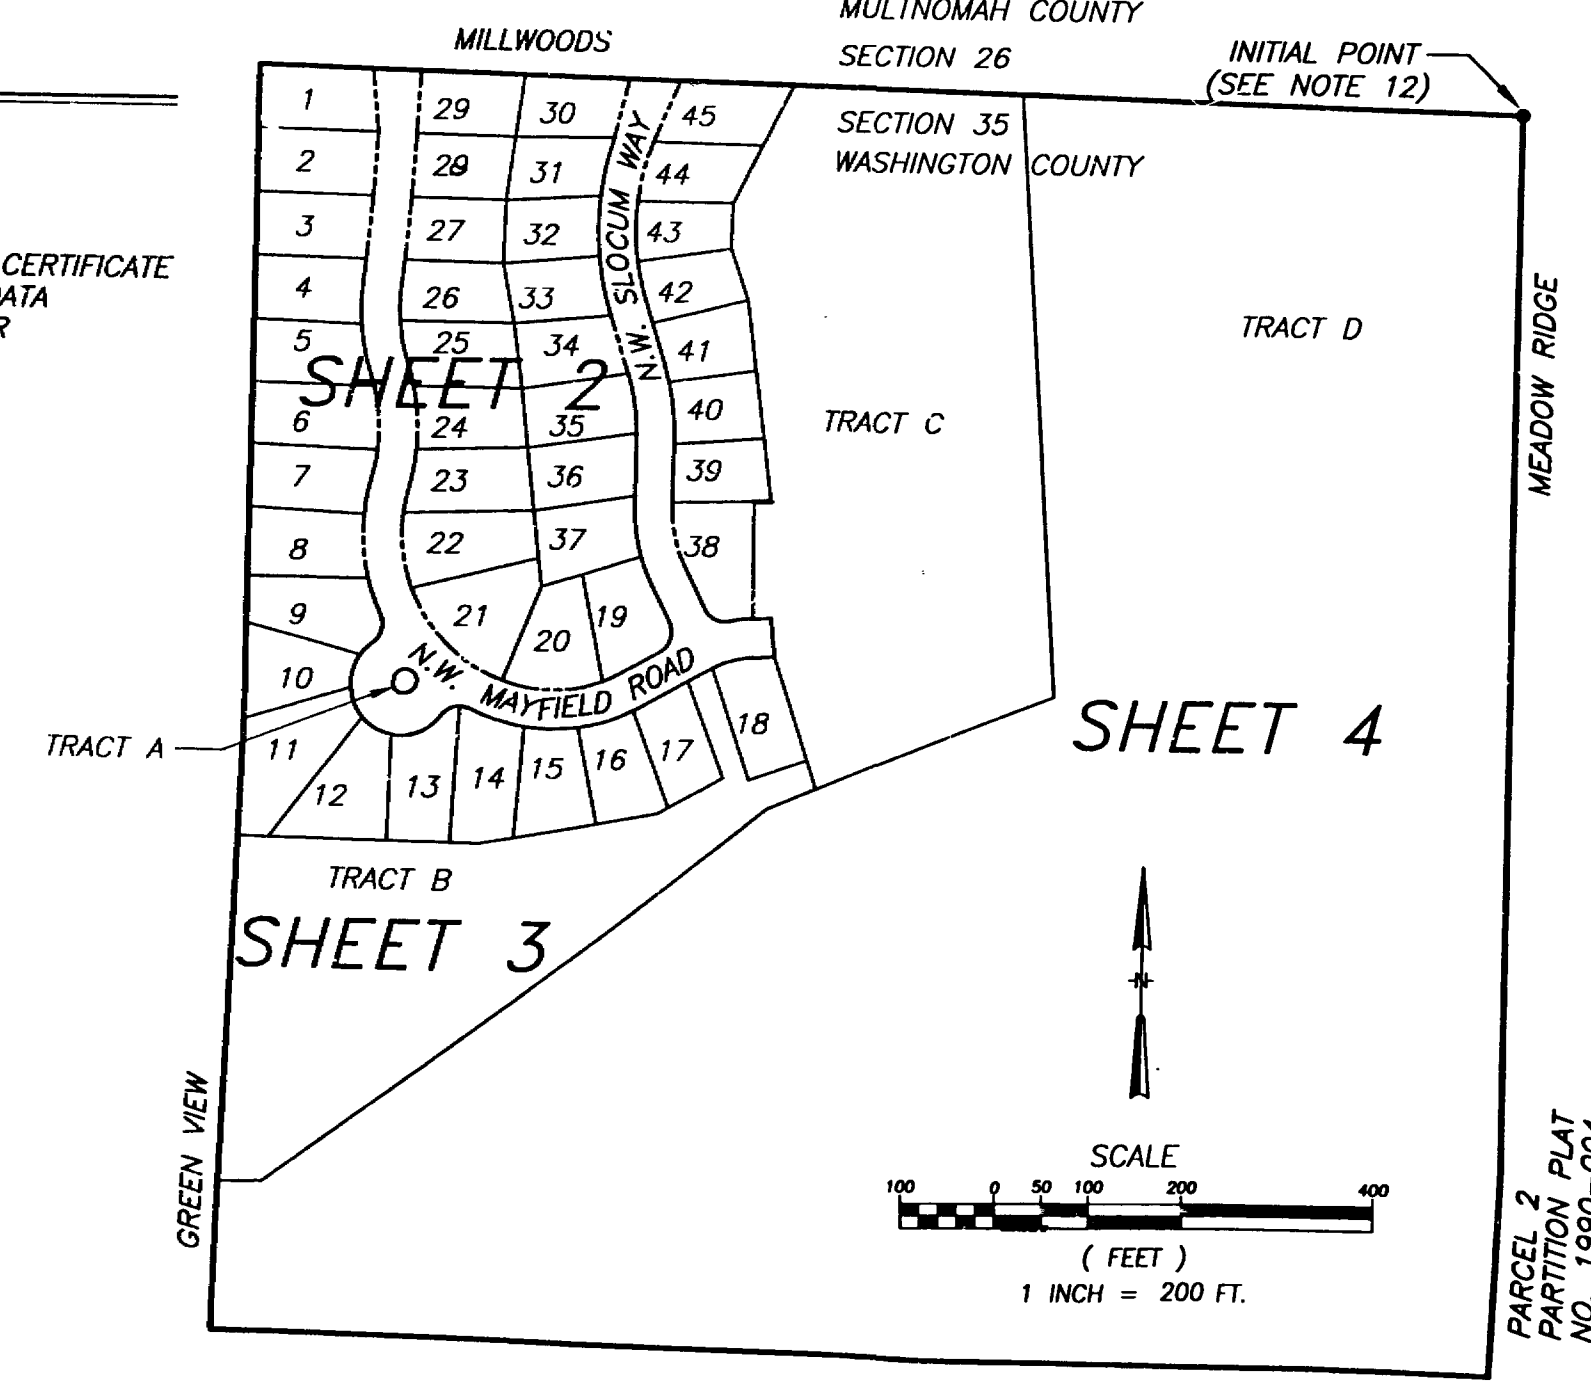 MULTNOMAH COUNTY
MILLWOODS
SECTION 26
INITIAL POINT
(SEE NOTE 12)
SECTION 35
WASHINGTON COUNTY
CERTIFICATE
1
2
3
4
5
6
7
8
9
10
11
12
13
14
15
16
17
18
19
20
21
22
23
24
25
26
27
29
30
31
32
33
34
35
36
37
38
39
40
41
42
43
44
45
N.W. SLOCUM WAY
N.W. MAYFIELD ROAD
SHEET 2
TRACT A
TRACT B
SHEET 3
TRACT C
TRACT D
SHEET 4
MEADOW RIDGE
GREEN VIEW
N
SCALE
100 0 50 100 200 400
( FEET )
1 INCH = 200 FT.
PARCEL 2
PARTITION PLAT
NO.